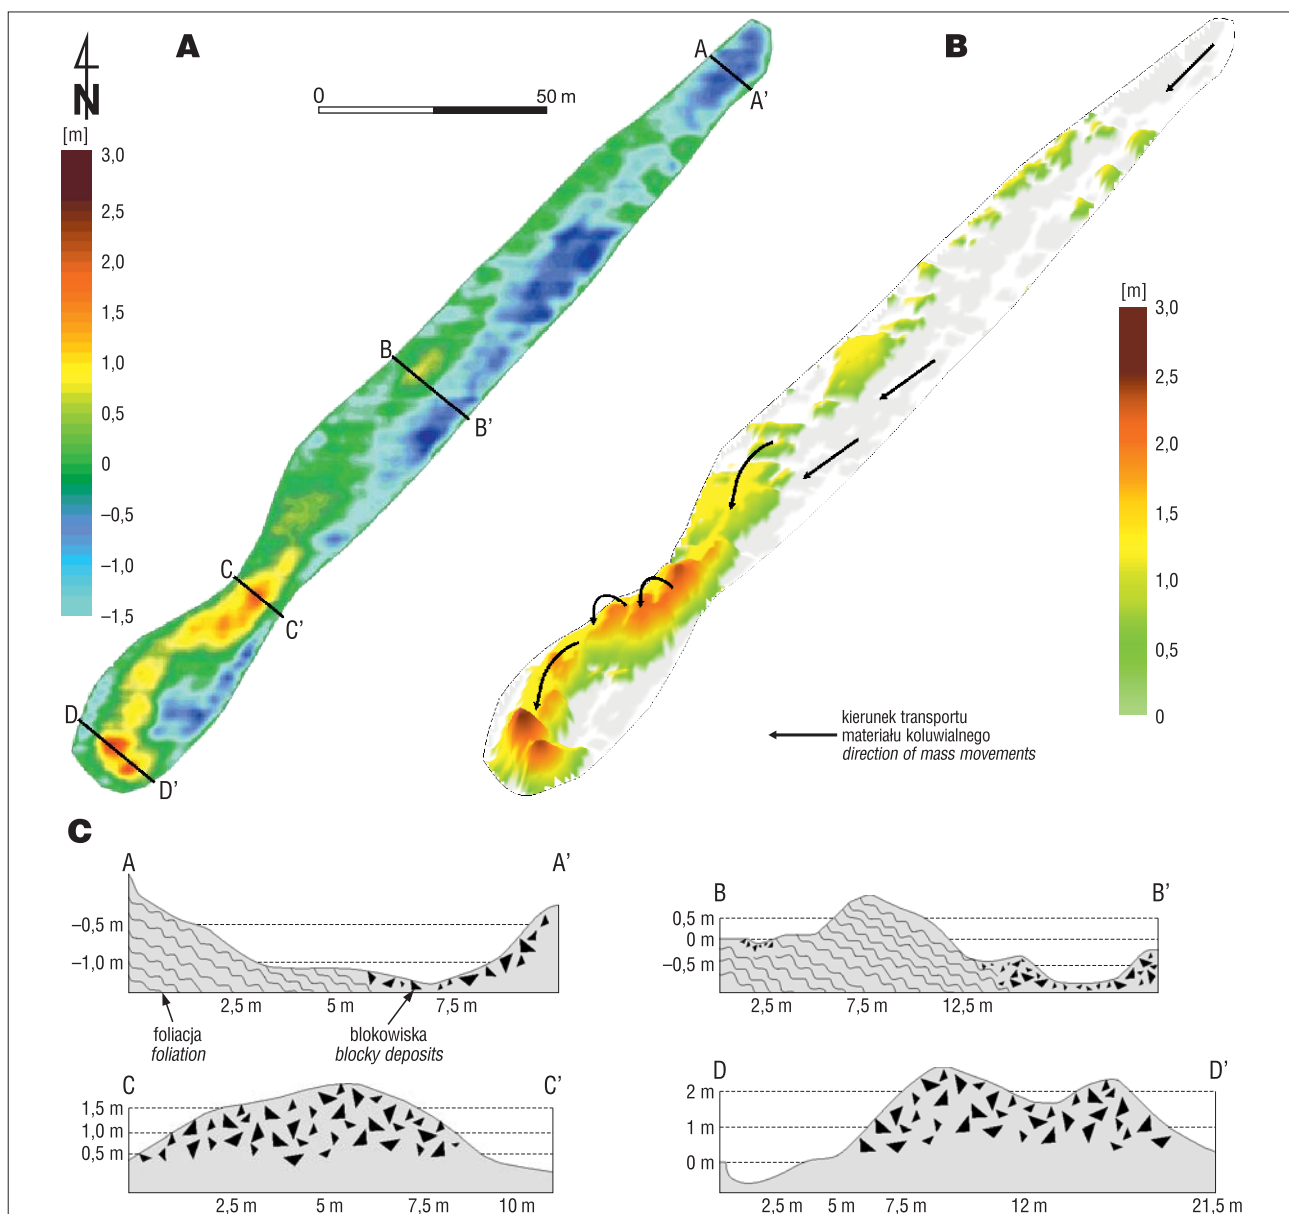 A
B
N
0
50 m
[m]
3,0
2,5
2,0
1,5
1,0
0,5
0
–0,5
–1,0
–1,5
A
A'
B
B'
C
C'
D
D'
[m]
3,0
2,5
2,0
1,5
1,0
0,5
0
kierunek transportu
materiału koluwialnego
direction of mass movements
C
A
A'
–0,5 m
–1,0 m
2,5 m
5 m
7,5 m
foliacja
foliation
blokowiska
blocky deposits
B
B'
0,5 m
0 m
–0,5 m
2,5 m
7,5 m
12,5 m
C
C'
1,5 m
1,0 m
0,5 m
2,5 m
5 m
7,5 m
10 m
D
D'
2 m
1 m
0 m
2,5 m
5 m
7,5 m
12 m
21,5 m